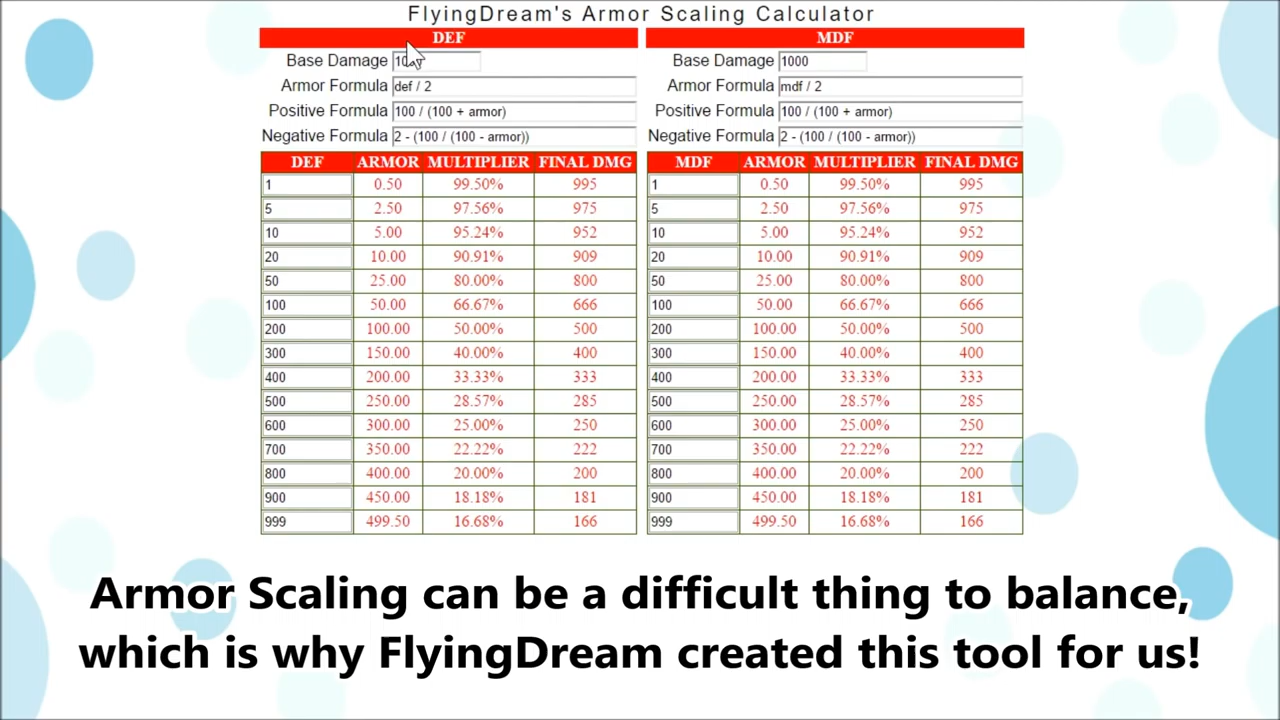 FlyingDream's Armor Scaling Calculator
DEF
Base Damage
Armor Formula def / 2
Positive Formula 100 / (100 + armor)
Negative Formula 2 - (100 / (100 - armor))
DEF ARMOR MULTIPLIER FINAL DMG
1 0.50 99.50% 995
5 2.50 97.56% 975
10 5.00 95.24% 952
20 10.00 90.91% 909
50 25.00 80.00% 800
100 50.00 66.67% 666
200 100.00 50.00% 500
300 150.00 40.00% 400
400 200.00 33.33% 333
500 250.00 28.57% 285
600 300.00 25.00% 250
700 350.00 22.22% 222
800 400.00 20.00% 200
900 450.00 18.18% 181
999 499.50 16.68% 166
MDF
Base Damage 1000
Armor Formula mdf / 2
Positive Formula 100 / (100 + armor)
Negative Formula 2 - (100 / (100 - armor))
MDF ARMOR MULTIPLIER FINAL DMG
1 0.50 99.50% 995
5 2.50 97.56% 975
10 5.00 95.24% 952
20 10.00 90.91% 909
50 25.00 80.00% 800
100 50.00 66.67% 666
200 100.00 50.00% 500
300 150.00 40.00% 400
400 200.00 33.33% 333
500 250.00 28.57% 285
600 300.00 25.00% 250
700 350.00 22.22% 222
800 400.00 20.00% 200
900 450.00 18.18% 181
999 499.50 16.68% 166
Armor Scaling can be a difficult thing to balance,
which is why FlyingDream created this tool for us!